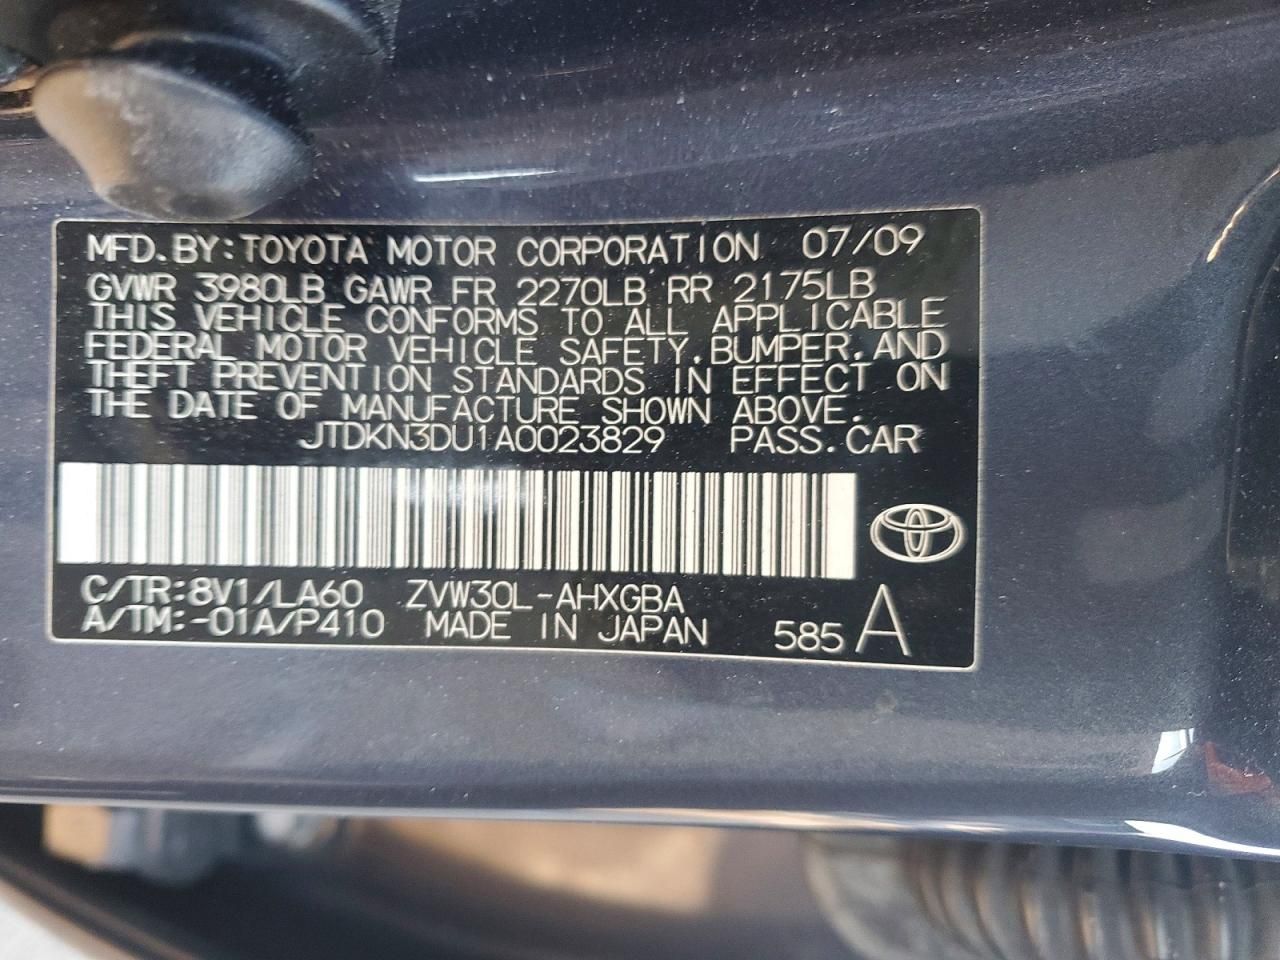 MFD. BY: TOYOTA MOTOR CORPORATION 07/09
GVWR 3980LB GAWR FR 2270LB RR 2175LB
THIS VEHICLE CONFORMS TO ALL APPLICABLE
FEDERAL MOTOR VEHICLE SAFETY, BUMPER, AND
THEFT PREVENTION STANDARDS IN EFFECT ON
THE DATE OF MANUFACTURE SHOWN ABOVE.
JTDKN3DU1A0023829 PASS. CAR
C/TR: 8V1/LA60 ZVW30L-AHXGBA
A/TM: -01A/P410 MADE IN JAPAN 585 A